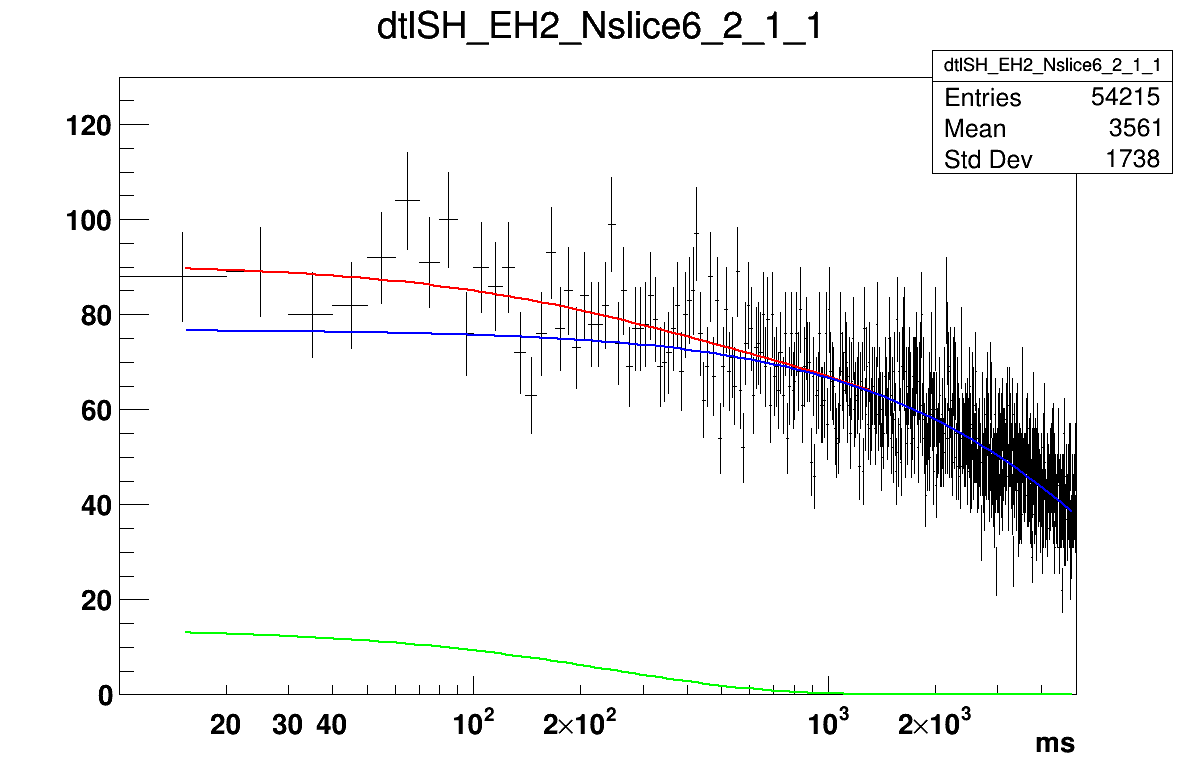 dtlSH_EH2_Nslice6_2_1_1
dtlSH_EH2_Nslice6_2_1_1
Entries 54215
Mean 3561
Std Dev 1738
120
100
80
60
40
20
0
20 30 40 10² 2×10² 10³ 2×10³
ms